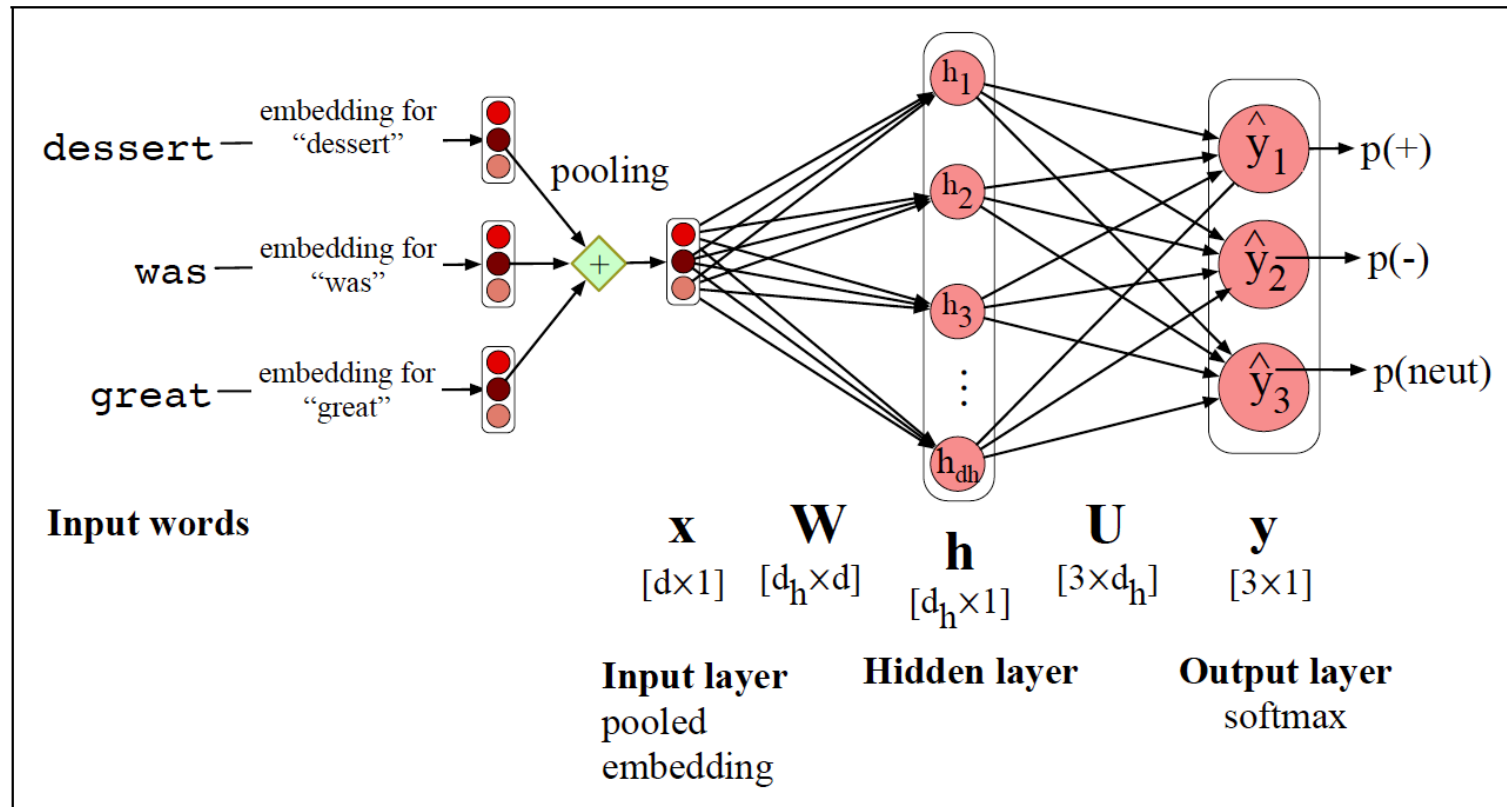 dessert
embedding for
“dessert”
was
embedding for
“was”
great
embedding for
“great”
pooling
+
h1
h2
h3
⋮
hdh
ŷ1
ŷ2
ŷ3
p(+)
p(-)
p(neut)
Input words
x
[d×1]
W
[dh×d]
h
[dh×1]
U
[3×dh]
y
[3×1]
Input layer
pooled
embedding
Hidden layer
Output layer
softmax